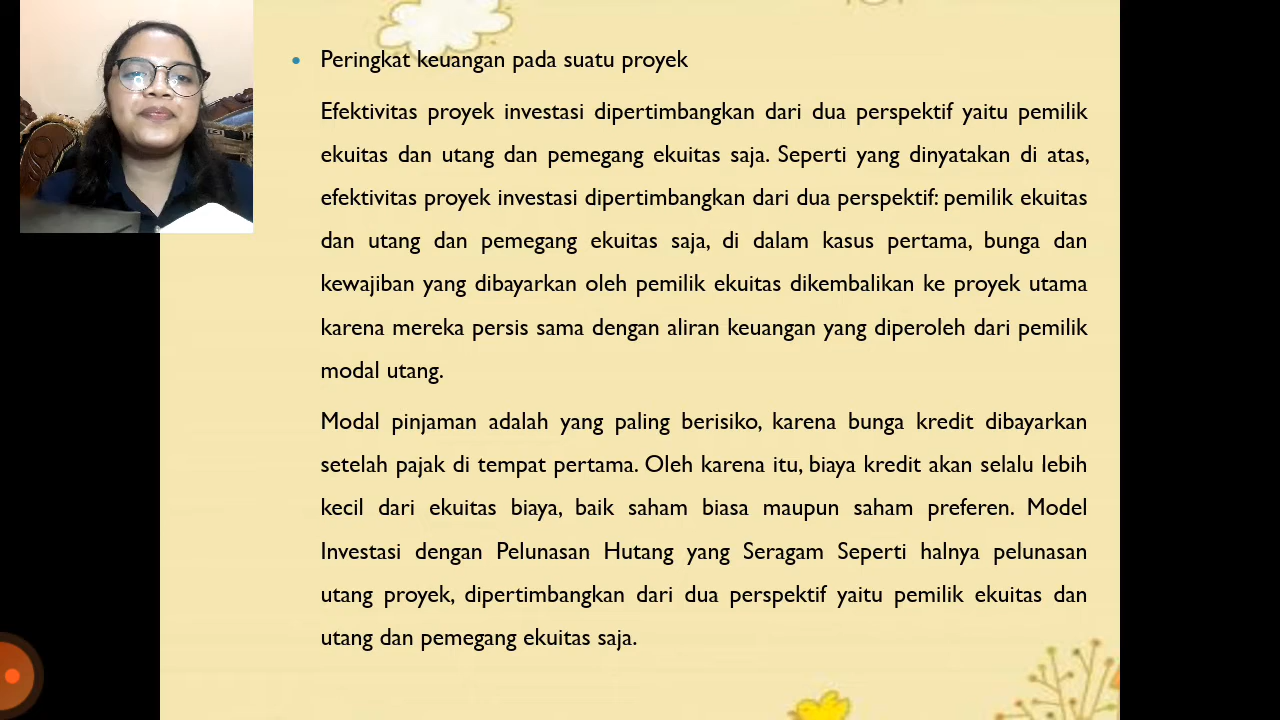 Peringkat keuangan pada suatu proyek
Efektivitas proyek investasi dipertimbangkan dari dua perspektif yaitu pemilik
ekuitas dan utang dan pemegang ekuitas saja. Seperti yang dinyatakan di atas,
efektivitas proyek investasi dipertimbangkan dari dua perspektif: pemilik ekuitas
dan utang dan pemegang ekuitas saja, di dalam kasus pertama, bunga dan
kewajiban yang dibayarkan oleh pemilik ekuitas dikembalikan ke proyek utama
karena mereka persis sama dengan aliran keuangan yang diperoleh dari pemilik
modal utang.
Modal pinjaman adalah yang paling berisiko, karena bunga kredit dibayarkan
setelah pajak di tempat pertama. Oleh karena itu, biaya kredit akan selalu lebih
kecil dari ekuitas biaya, baik saham biasa maupun saham preferen. Model
Investasi dengan Pelunasan Hutang yang Seragam Seperti halnya pelunasan
utang proyek, dipertimbangkan dari dua perspektif yaitu pemilik ekuitas dan
utang dan pemegang ekuitas saja.